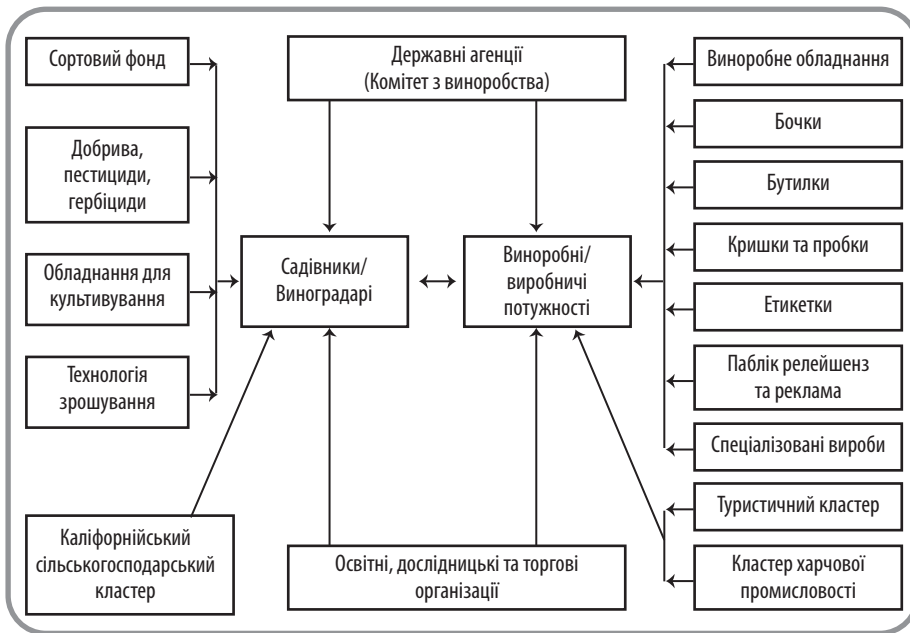 Сортовий фонд
Добрива,
пестициди,
гербіциди
Обладнання для
культивування
Технологія
зрошування
Каліфорнійський
сільськогосподарський
кластер
Державні агенції
(Комітет з виноробства)
Садівники/
Виноградарі
Виноробні/
виробничі
потужності
Освітні, дослідницькі та торгові
організації
Виноробне обладнання
Бочки
Бутилки
Кришки та пробки
Етикетки
Паблік релейшенз
та реклама
Спеціалізовані вироби
Туристичний кластер
Кластер харчової
промисловості